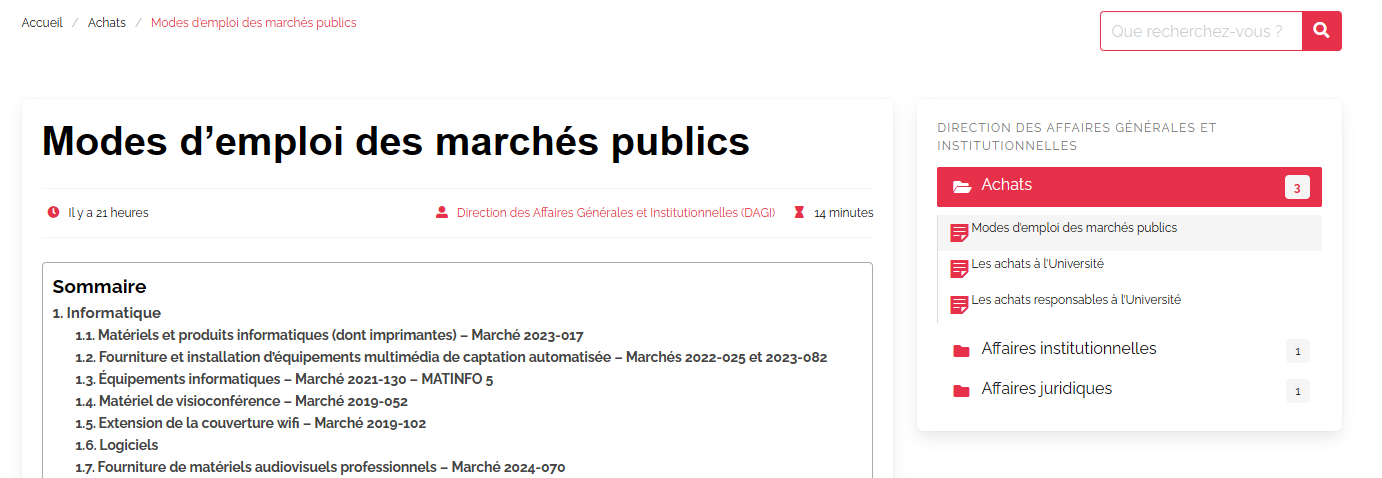 Accueil / Achats / Modes d'emploi des marchés publics
Que recherchez-vous ?
Modes d’emploi des marchés publics
Il y a 21 heures
Direction des Affaires Générales et Institutionnelles (DAGI)
14 minutes
Sommaire
1. Informatique
1.1. Matériels et produits informatiques (dont imprimantes) – Marché 2023-017
1.2. Fourniture et installation d’équipements multimédia de captation automatisée – Marchés 2022-025 et 2023-082
1.3. Équipements informatiques – Marché 2021-130 – MATINFO 5
1.4. Matériel de visioconférence – Marché 2019-052
1.5. Extension de la couverture wifi – Marché 2019-102
1.6. Logiciels
1.7. Fourniture de matériels audiovisuels professionnels – Marché 2024-070
DIRECTION DES AFFAIRES GÉNÉRALES ET
INSTITUTIONNELLES
Achats 3
Modes d’emploi des marchés publics
Les achats à l’Université
Les achats responsables à l’Université
Affaires institutionnelles 1
Affaires juridiques 1